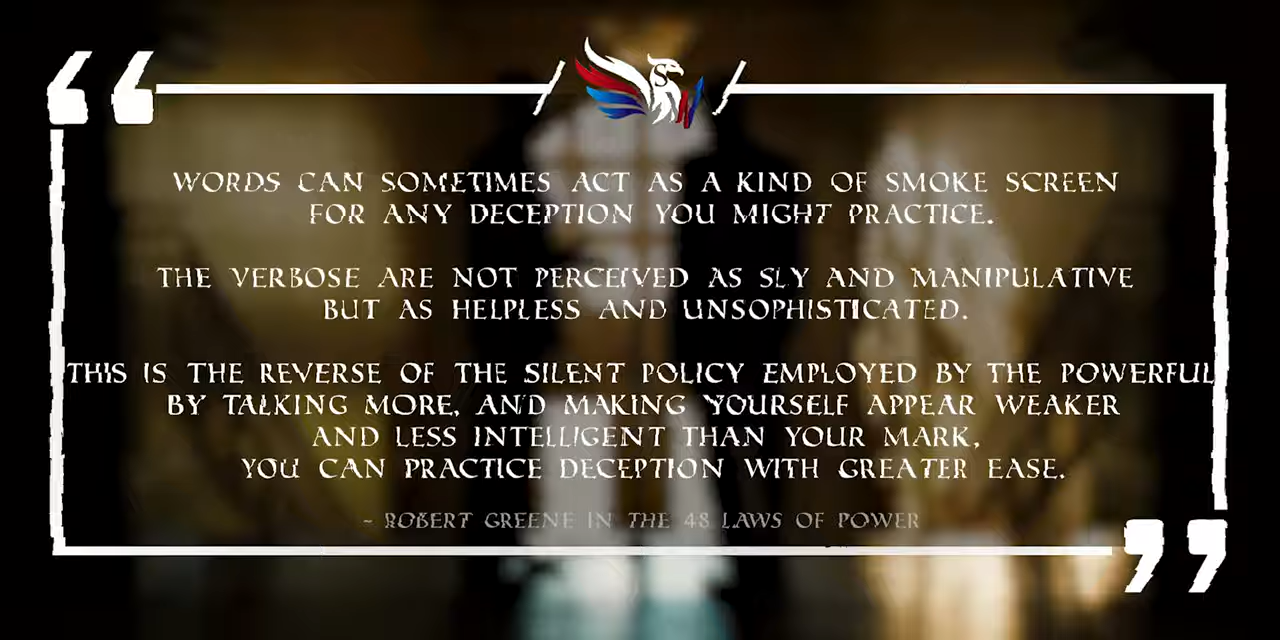 WORDS CAN SOMETIMES ACT AS A KIND OF SMOKE SCREEN
FOR ANY DECEPTION YOU MIGHT PRACTICE.
THE VERBOSE ARE NOT PERCEIVED AS SLY AND MANIPULATIVE
BUT AS HELPLESS AND UNSOPHISTICATED.
THIS IS THE REVERSE OF THE SILENT POLICY EMPLOYED BY THE POWERFUL
BY TALKING MORE, AND MAKING YOURSELF APPEAR WEAKER
AND LESS INTELLIGENT THAN YOUR MARK,
YOU CAN PRACTICE DECEPTION WITH GREATER EASE.
~ ROBERT GREENE IN THE 48 LAWS OF POWER